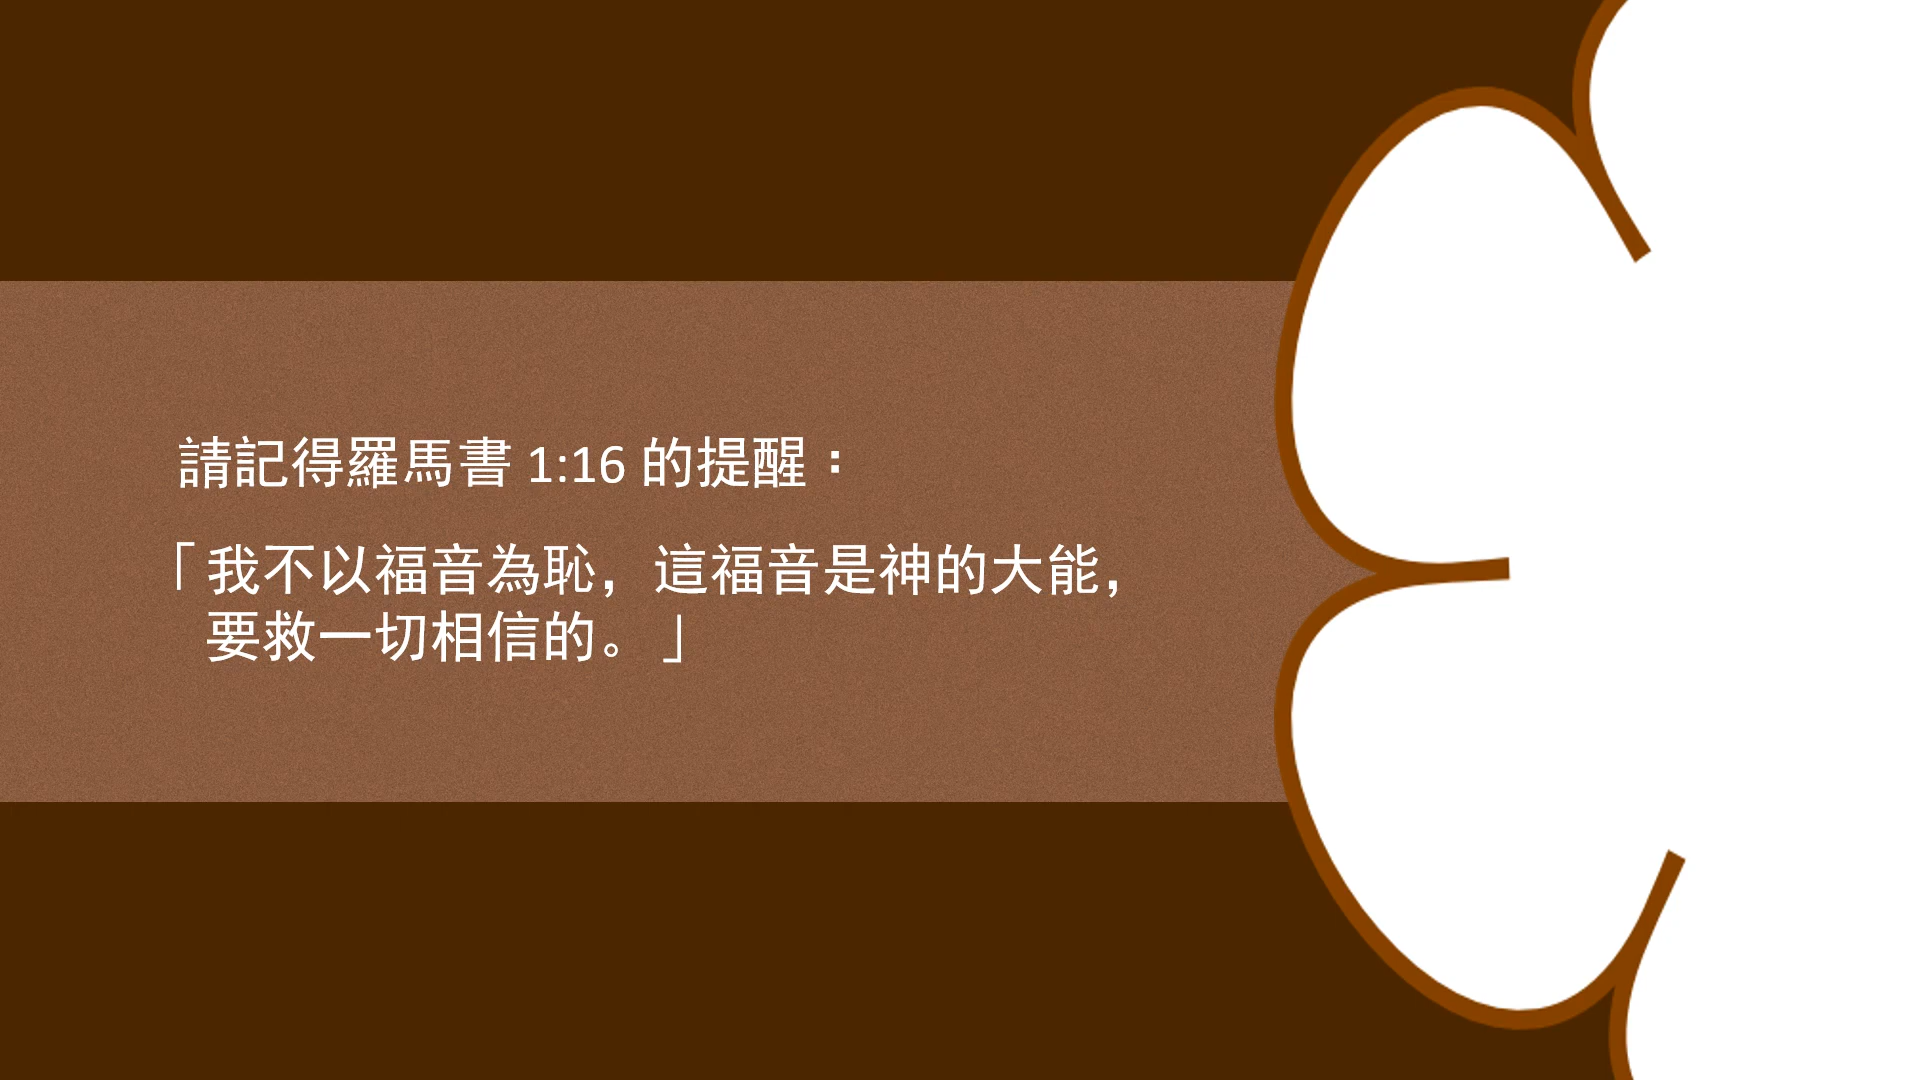 請記得羅馬書 1:16 的提醒：
「我不以福音為恥，這福音是神的大能，
要救一切相信的。」